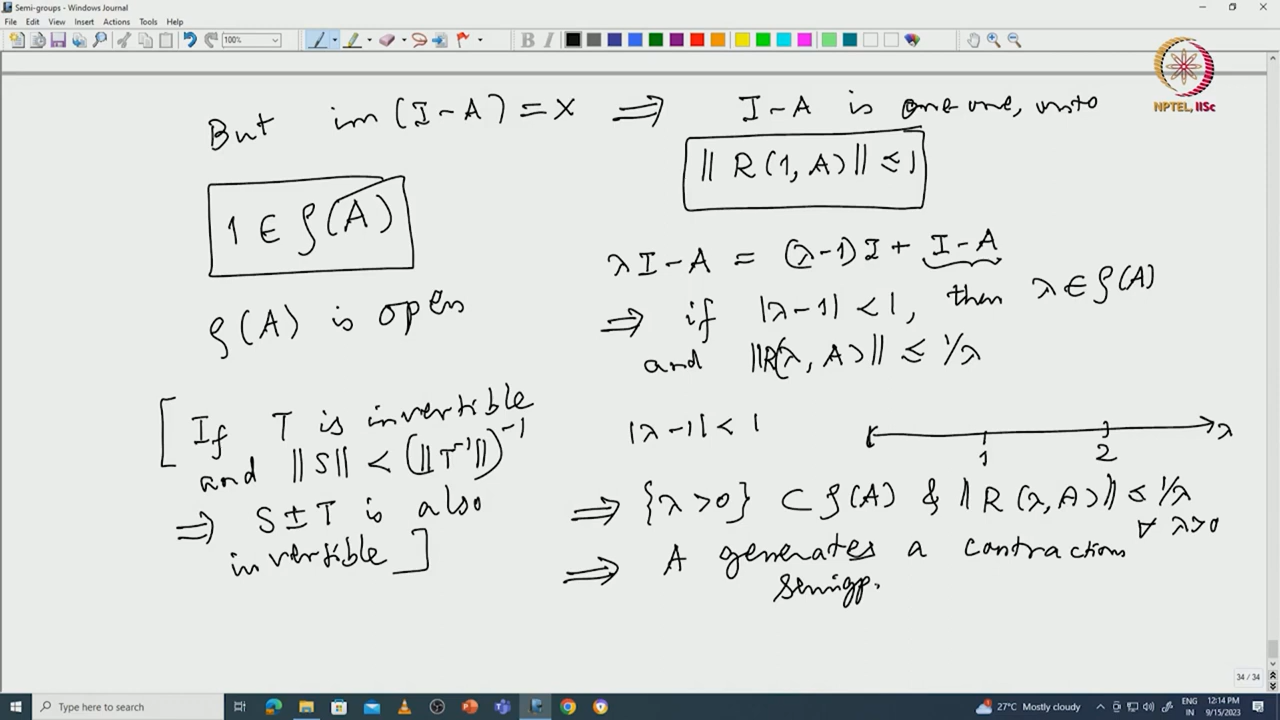 Semi-groups - Windows Journal
File Edit View Insert Actions Tools Help
100%
B I
NPTEL, IISc
But im (I-A) = X ⟹ I-A is one one, onto
|| R(1, A) || ≤ 1
1 ∈ ρ(A)
λI-A = (λ-1)I + I-A
ρ(A) is open
⟹ if |λ-1| < 1, then λ ∈ ρ(A)
and ||R(λ, A)|| ≤ 1/λ
[ If T is invertible
and ||S|| < (||T⁻¹||)⁻¹
⟹ S ± T is also
invertible ]
|λ-1| < 1
1 2 λ
⟹ {λ>0} ⊂ ρ(A) & || R(λ, A) || ≤ 1/λ
∀ λ>0
⟹ A generates a contractions
semigp.
34 / 34
Type here to search
27°C Mostly cloudy
ENG
IN
12:14 PM
9/15/2023